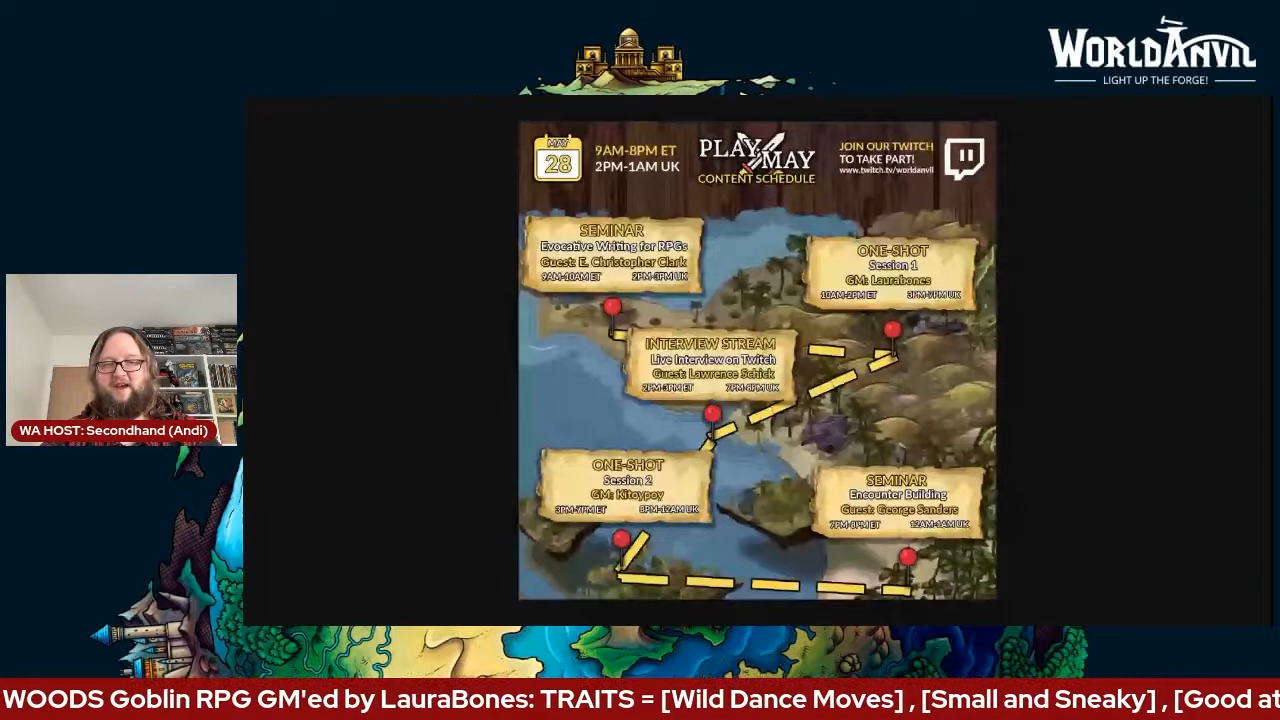 WORLDANVIL
LIGHT UP THE FORGE!
MAY
28
9AM-8PM ET
2PM-1AM UK
PLAY MAY
CONTENT SCHEDULE
JOIN OUR TWITCH
TO TAKE PART!
www.twitch.tv/worldanvil
SEMINAR
Evocative Writing for RPGs
Guest: E. Christopher Clark
9AM-10AM ET 2PM-3PM UK
ONE-SHOT
Session 1
GM: Laurabones
10AM-2PM ET 3PM-7PM UK
INTERVIEW STREAM
Live Interview on Twitch
Guest: Lawrence Schick
2PM-3PM ET 7PM-8PM UK
ONE-SHOT
Session 2
GM: Kitoypoy
3PM-7PM ET 8PM-12AM UK
SEMINAR
Encounter Building
Guest: George Sanders
7PM-8PM ET 12AM-1AM UK
WA HOST: Secondhand (Andi)
WOODS Goblin RPG GM'ed by LauraBones: TRAITS = [Wild Dance Moves] , [Small and Sneaky] , [Good at